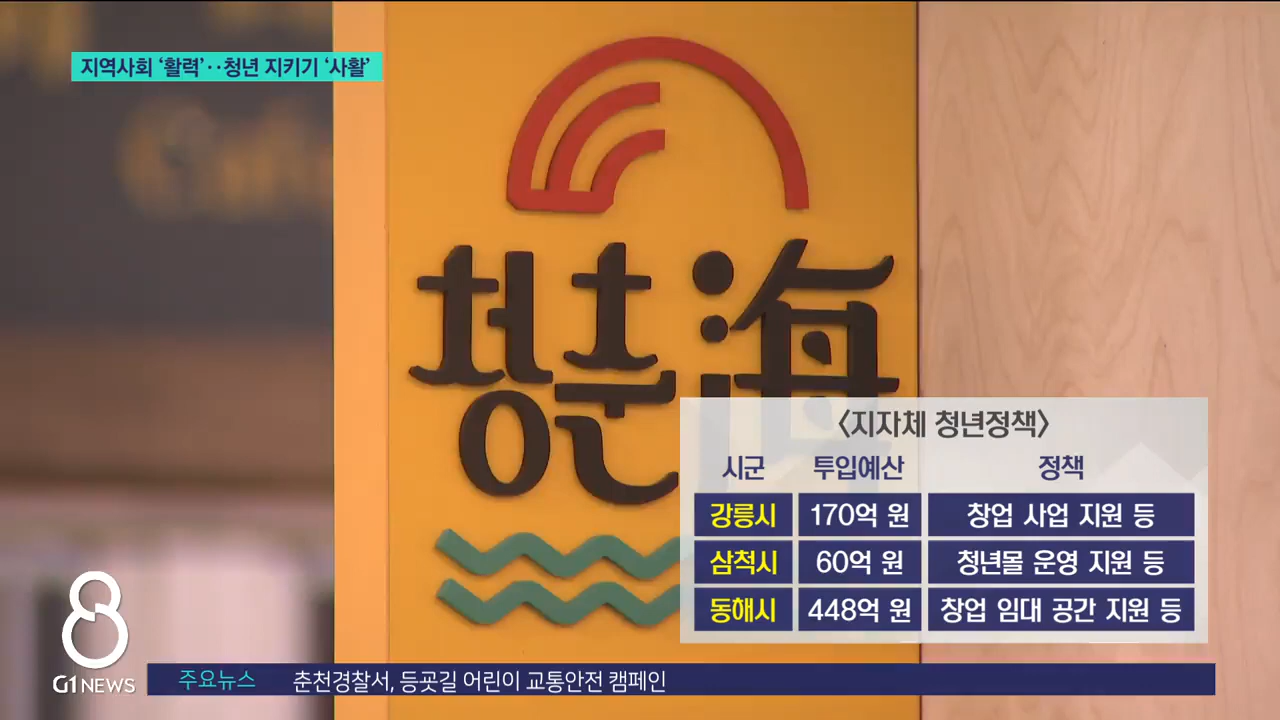 지역사회 ‘활력’··청년 지키기 ‘사활’
청춘海
〈지자체 청년정책〉
시군 투입예산 정책
강릉시 170억 원 창업 사업 지원 등
삼척시 60억 원 청년몰 운영 지원 등
동해시 448억 원 창업 임대 공간 지원 등
8
G1 NEWS
주요뉴스 춘천경찰서, 등굣길 어린이 교통안전 캠페인